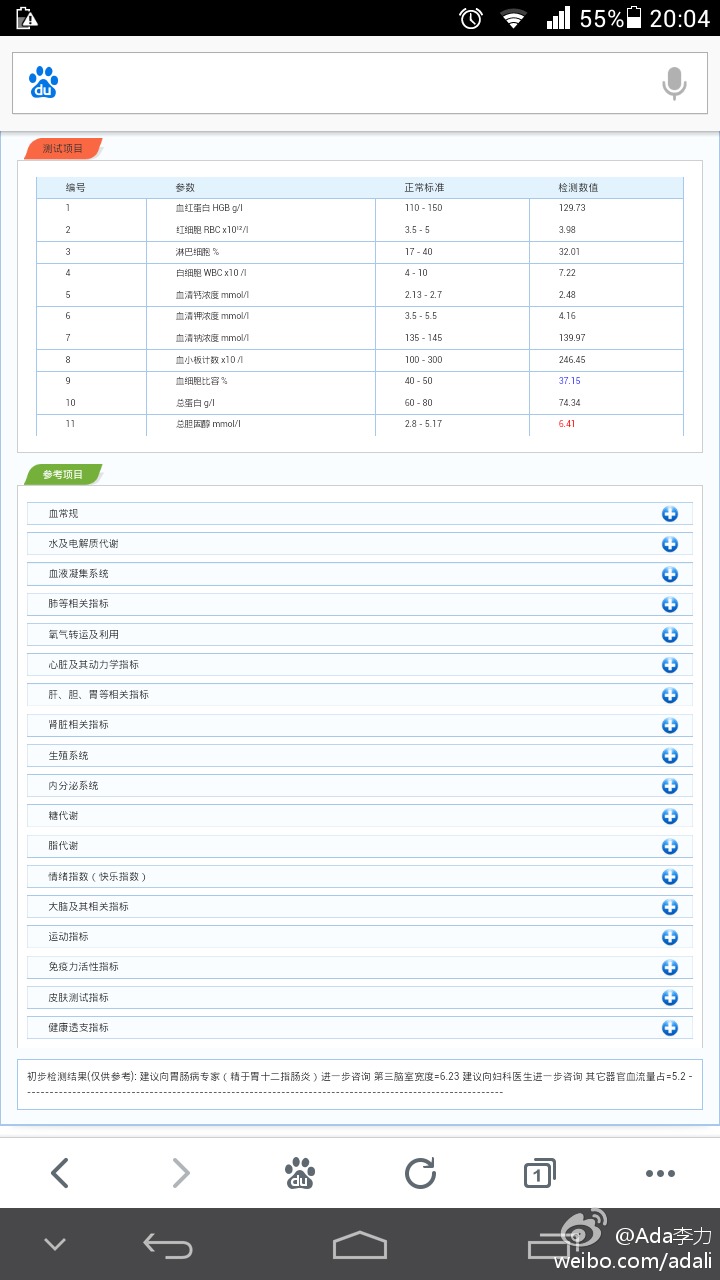 55% 20:04
du
测试项目
编号 参数 正常标准 检测数值
1 血红蛋白 HGB g/l 110 - 150 129.73
2 红细胞 RBC x10¹²/l 3.5 - 5 3.98
3 淋巴细胞 % 17 - 40 32.01
4 白细胞 WBC x10 /l 4 - 10 7.22
5 血清钙浓度 mmol/l 2.13 - 2.7 2.48
6 血清钾浓度 mmol/l 3.5 - 5.5 4.16
7 血清钠浓度 mmol/l 135 - 145 139.97
8 血小板计数 x10 /l 100 - 300 246.45
9 血细胞比容 % 40 - 50 37.15
10 总蛋白 g/l 60 - 80 74.34
11 总胆固醇 mmol/l 2.8 - 5.17 6.41
参考项目
血常规
水及电解质代谢
血液凝集系统
肺等相关指标
氧气转运及利用
心脏及其动力学指标
肝、胆、胃等相关指标
肾脏相关指标
生殖系统
内分泌系统
糖代谢
脂代谢
情绪指数 ( 快乐指数 )
大脑及其相关指标
运动指标
免疫力活性指标
皮肤测试指标
健康透支指标
初步检测结果(仅供参考): 建议向胃肠病专家 ( 精于胃十二指肠炎 ) 进一步咨询 第三脑室宽度=6.23 建议向妇科医生进一步咨询 其它器官血流量占=5.2 -
---------------------------------------------------------------------------------------------------------
du
1
@Ada李力
weibo.com/adali